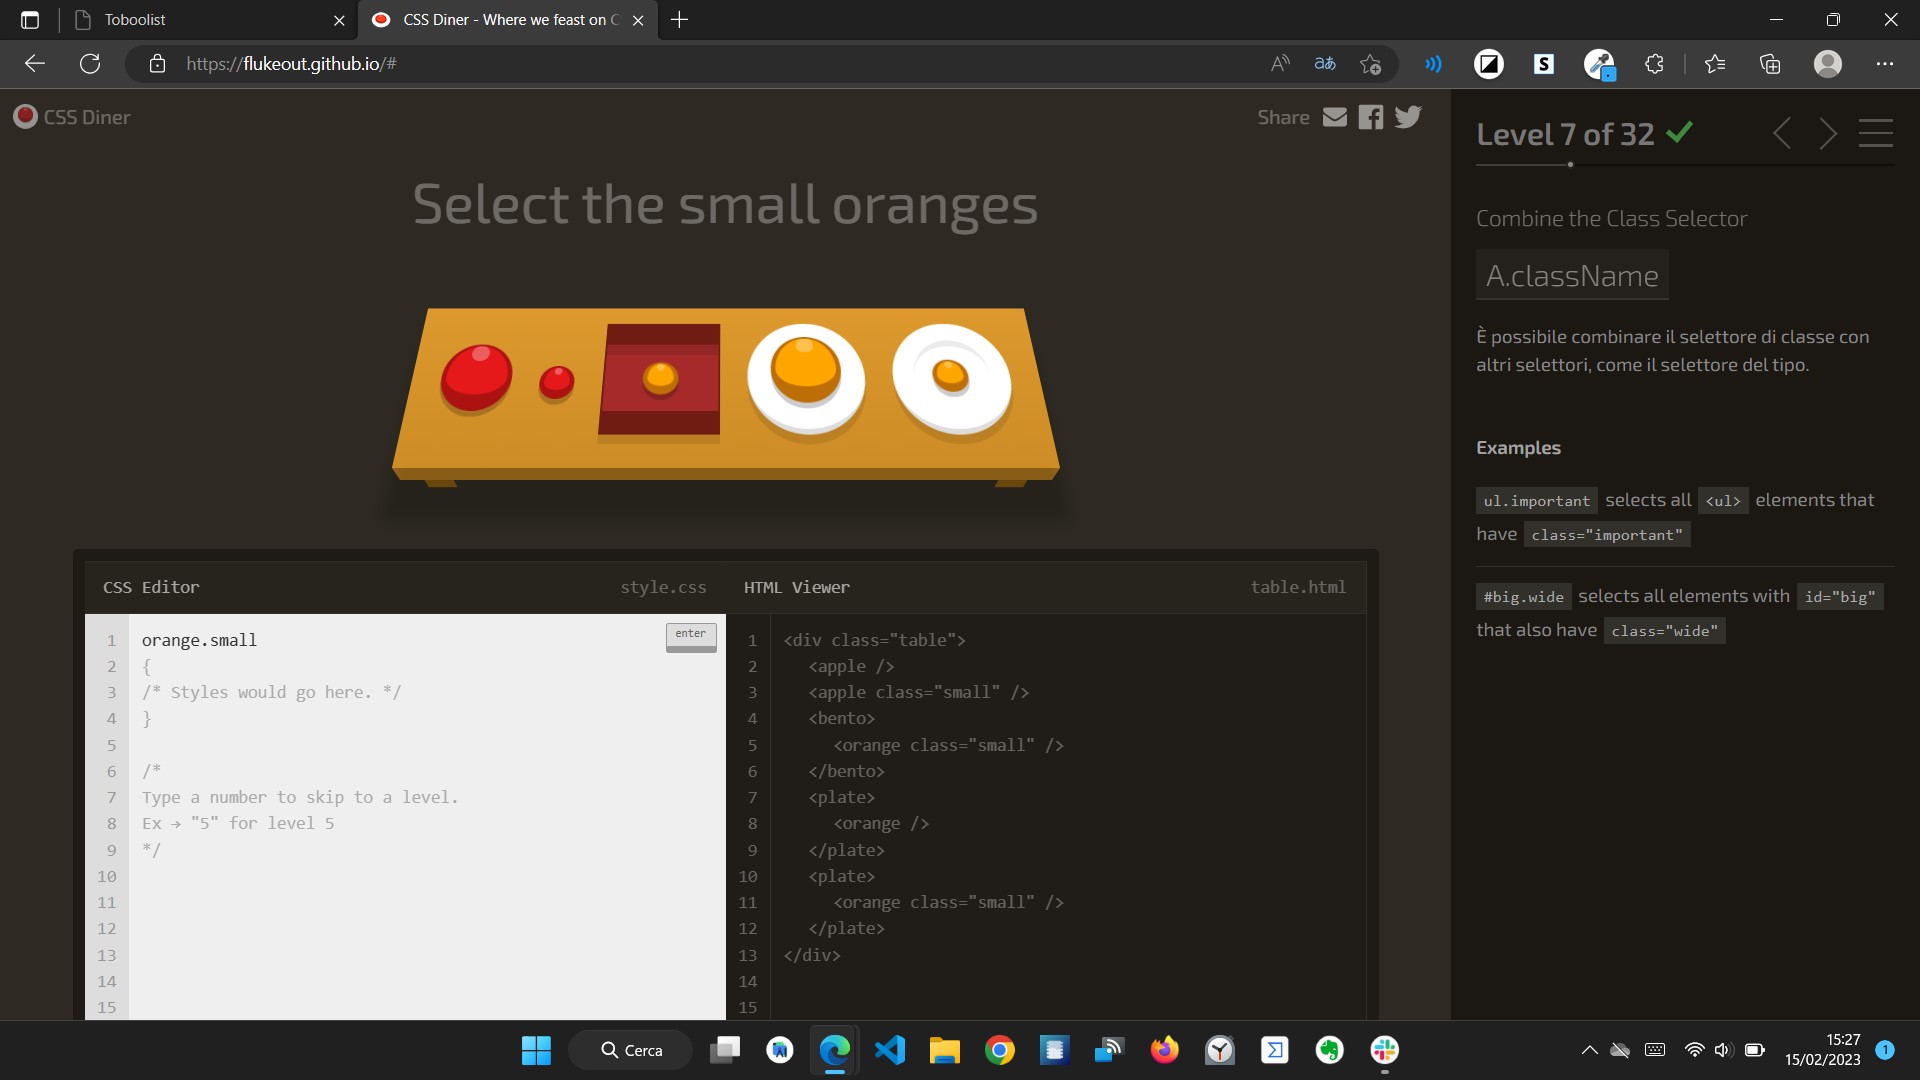 Toboolist
CSS Diner - Where we feast on C
https://flukeout.github.io/#
CSS Diner
Share
Select the small oranges
CSS Editor
style.css
HTML Viewer
table.html
1 orange.small
enter
2 {
3 /* Styles would go here. */
4 }
5
6 /*
7 Type a number to skip to a level.
8 Ex → "5" for level 5
9 */
10
11
12
13
14
15
1 <div class="table">
2 <apple />
3 <apple class="small" />
4 <bento>
5 <orange class="small" />
6 </bento>
7 <plate>
8 <orange />
9 </plate>
10 <plate>
11 <orange class="small" />
12 </plate>
13 </div>
14
15
Level 7 of 32
Combine the Class Selector
A.className
È possibile combinare il selettore di classe con
altri selettori, come il selettore del tipo.
Examples
ul.important selects all <ul> elements that
have class="important"
#big.wide selects all elements with id="big"
that also have class="wide"
Cerca
15:27
15/02/2023
1